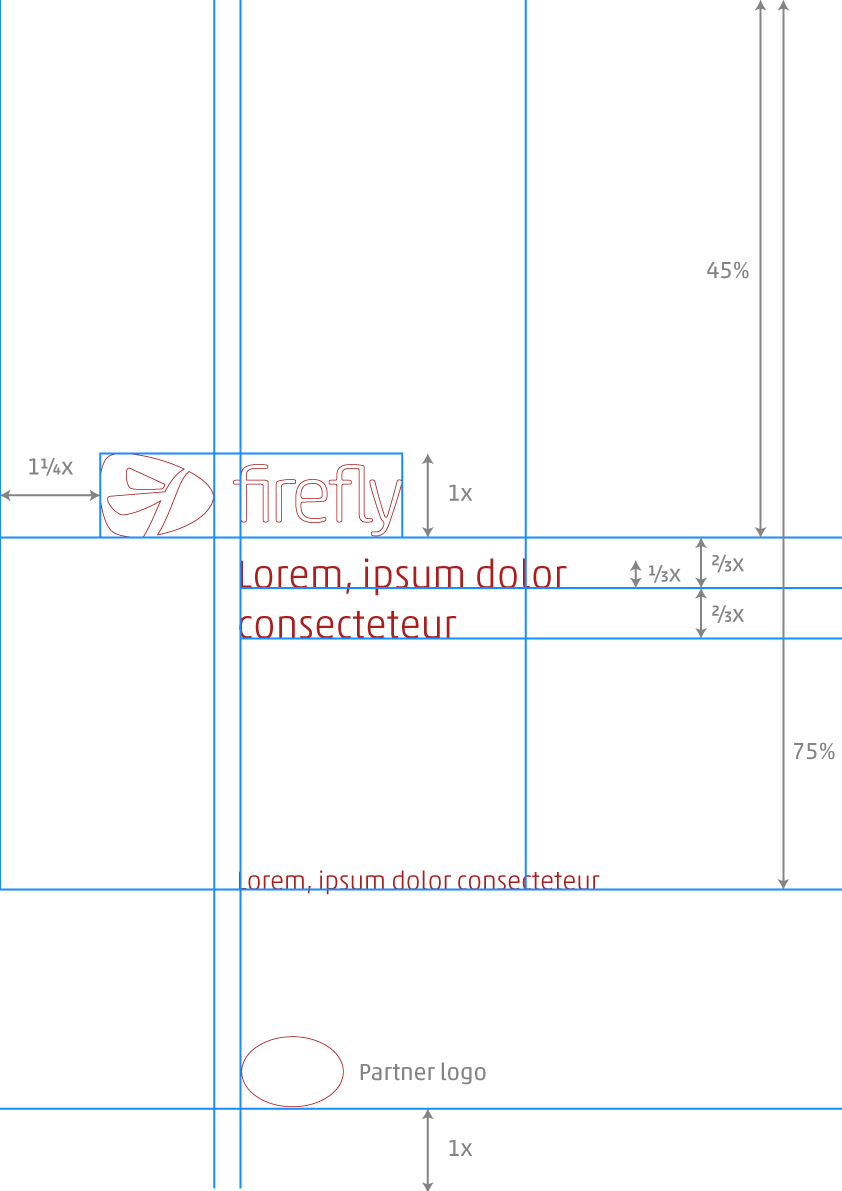 45%
1¼x
firefly
1x
Lorem, ipsum dolor
⅓x
⅔x
consecteteur
⅔x
75%
Lorem, ipsum dolor consecteteur
Partner logo
1x